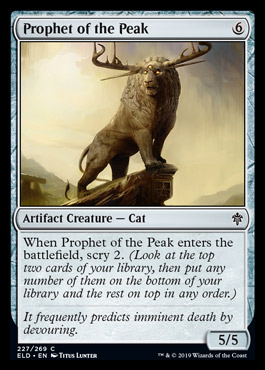 Prophet of the Peak 6
Artifact Creature — Cat
When Prophet of the Peak enters the
battlefield, scry 2. (Look at the top
two cards of your library, then put any
number of them on the bottom of your
library and the rest on top in any order.)
It frequently predicts imminent death by
devouring.
5/5
227/269 C
ELD • EN Titus Lunter
™ & © 2019 Wizards of the Coast